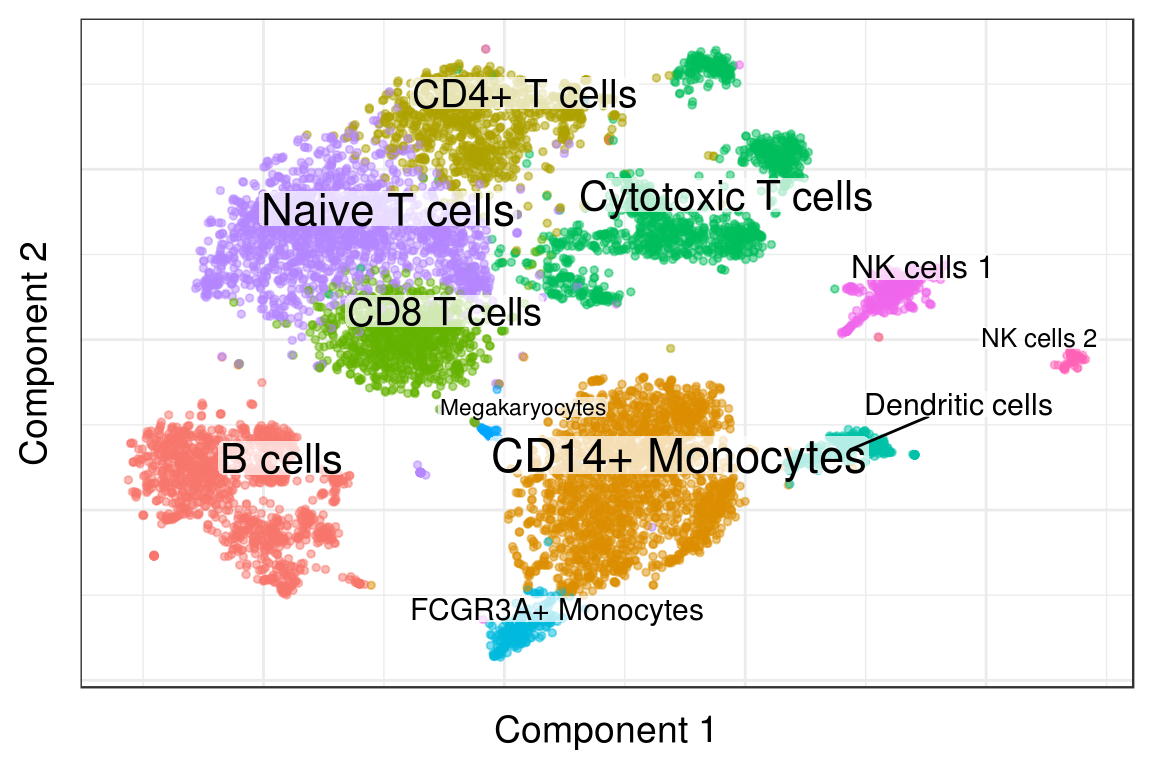 CD4+ T cells
Cytotoxic T cells
Naive T cells
NK cells 1
CD8 T cells
NK cells 2
Megakaryocytes
Dendritic cells
B cells
CD14+ Monocytes
FCGR3A+ Monocytes
Component 2
Component 1